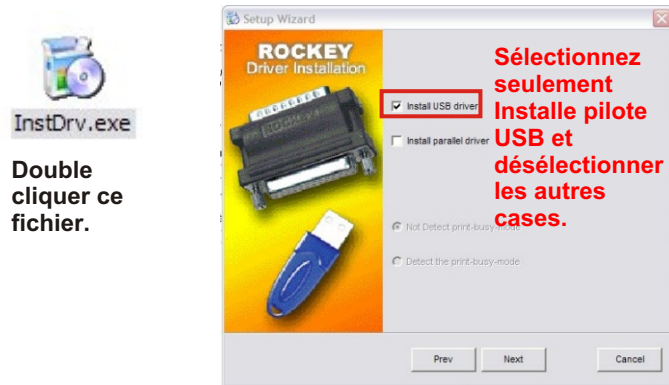 Setup Wizard
ROCKEY
Driver Installation
InstDrv.exe
Double
cliquer ce
fichier.
Install USB driver
Install parallel driver
Sélectionnez
seulement
Installe pilote
USB et
désélectionner
les autres
cases.
Not Detect print-busy-mode
Detect the print-busy-mode
Prev
Next
Cancel